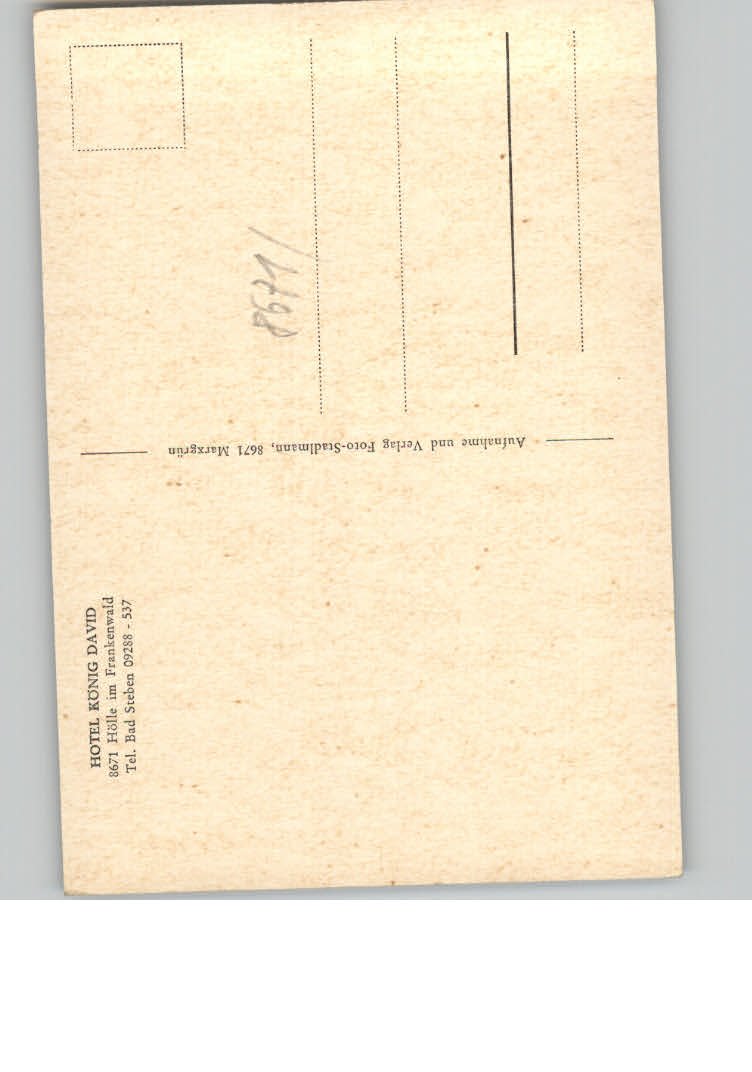 HOTEL KÖNIG DAVID
8671 Hölle im Frankenwald
Tel. Bad Steben 09288 - 537
Aufnahme und Verlag Foto-Stadlmann, 8671 Marxgrün
8671/